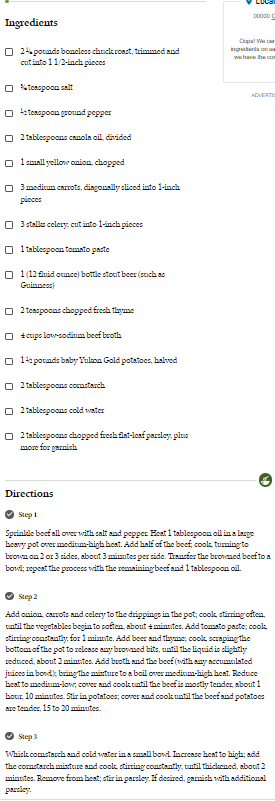 Local
Ingredients
00000
2 ¼ pounds boneless chuck roast, trimmed and
cut into 1 1/2-inch pieces
Oops! We can
ingredients on sa
we have the cor
¾ teaspoon salt
ADVERTIS
½ teaspoon ground pepper
2 tablespoons canola oil, divided
1 small yellow onion, chopped
3 medium carrots, diagonally sliced into 1-inch
pieces
3 stalks celery, cut into 1-inch pieces
1 tablespoon tomato paste
1 (12 fluid ounce) bottle stout beer (such as
Guinness)
2 teaspoons chopped fresh thyme
4 cups low-sodium beef broth
1 ½ pounds baby Yukon Gold potatoes, halved
2 tablespoons cornstarch
2 tablespoons cold water
2 tablespoons chopped fresh flat-leaf parsley, plus
more for garnish
Directions
Step 1
Sprinkle beef all over with salt and pepper. Heat 1 tablespoon oil in a large
heavy pot over medium-high heat. Add half of the beef; cook, turning to
brown on 2 or 3 sides, about 3 minutes per side. Transfer the browned beef to a
bowl; repeat the process with the remaining beef and 1 tablespoon oil.
Step 2
Add onion, carrots and celery to the drippings in the pot; cook, stirring often,
until the vegetables begin to soften, about 4 minutes. Add tomato paste; cook,
stirring constantly, for 1 minute. Add beer and thyme; cook, scraping the
bottom of the pot to release any browned bits, until the liquid is slightly
reduced, about 2 minutes. Add broth and the beef (with any accumulated
juices in bowl); bring the mixture to a boil over medium-high heat. Reduce
heat to medium-low; cover and cook until the beef is mostly tender, about 1
hour, 10 minutes. Stir in potatoes; cover and cook until the beef and potatoes
are tender, 15 to 20 minutes.
Step 3
Whisk cornstarch and cold water in a small bowl. Increase heat to high; add
the cornstarch mixture and cook, stirring constantly, until thickened, about 2
minutes. Remove from heat; stir in parsley. If desired, garnish with additional
parsley.